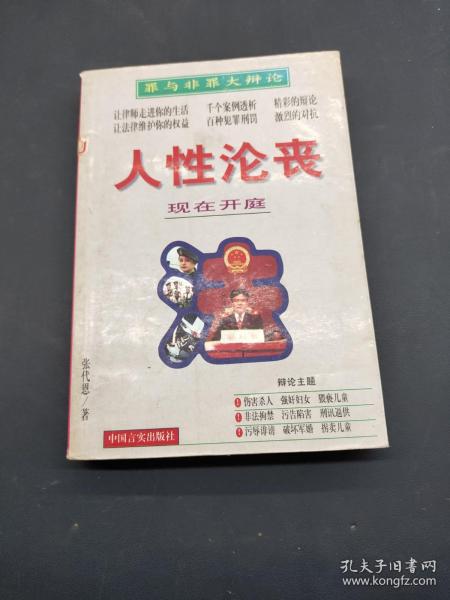 罪与非罪大辩论
让律师走进你的生活 千个案例透析 精彩的辩论
让法律维护你的权益 百种犯罪刑罚 激烈的对抗
人性沦丧
现在开庭
张代恩/著
辩论主题
伤害杀人 强奸妇女 猥亵儿童
非法拘禁 诬告陷害 刑讯逼供
污辱诽谤 破坏军婚 拐卖儿童
中国言实出版社
孔夫子旧书网
www.kongfz.com